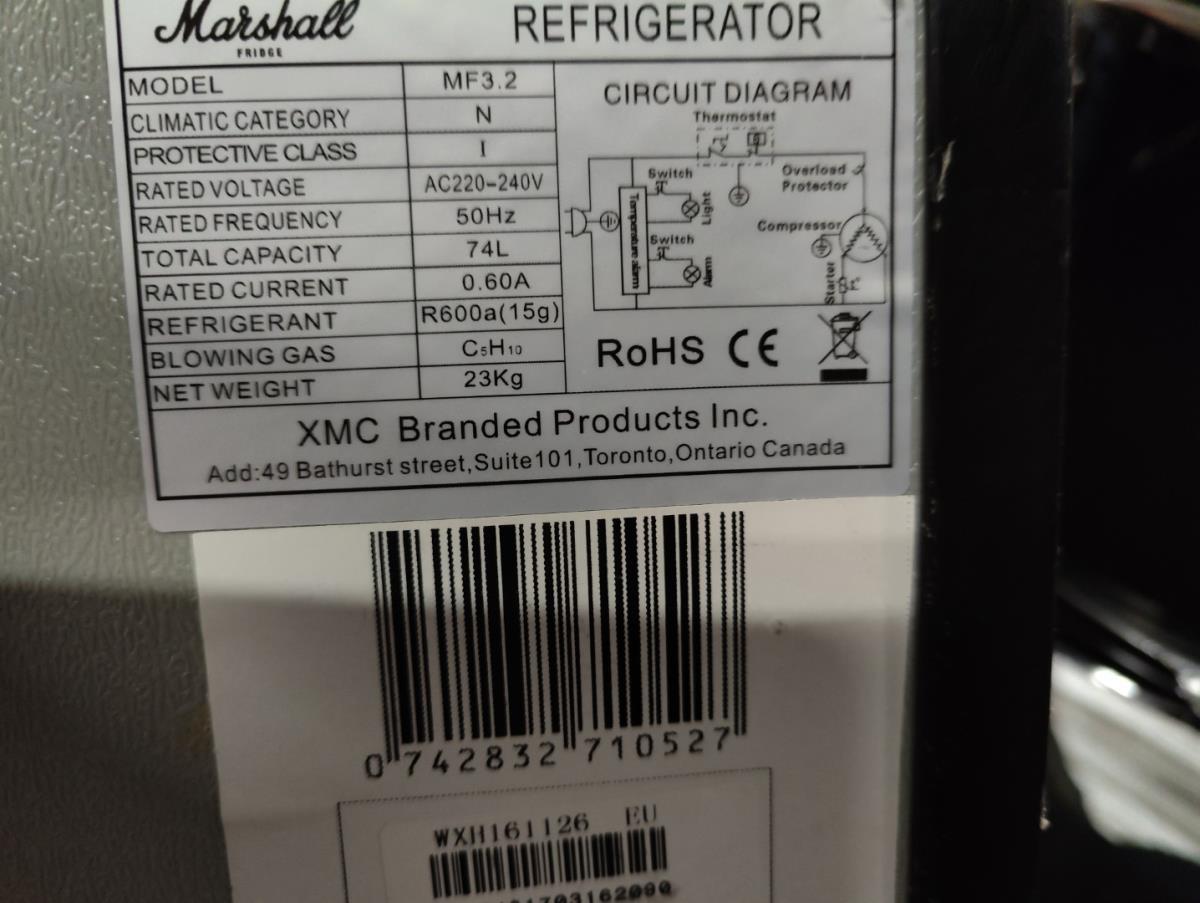 Marshall
FRIDGE
REFRIGERATOR
MODEL MF3.2
CLIMATIC CATEGORY N
PROTECTIVE CLASS I
RATED VOLTAGE AC220-240V
RATED FREQUENCY 50Hz
TOTAL CAPACITY 74L
RATED CURRENT 0.60A
REFRIGERANT R600a(15g)
BLOWING GAS C₅H₁₀
NET WEIGHT 23Kg
CIRCUIT DIAGRAM
Thermostat
Switch
Light
Overload
Protector
Temperature alarm
Switch
Alarm
Compressor
Starter
RoHS CE
XMC Branded Products Inc.
Add:49 Bathurst street,Suite101,Toronto,Ontario Canada
0 742832 710527
WXH161126 EU
1703162090